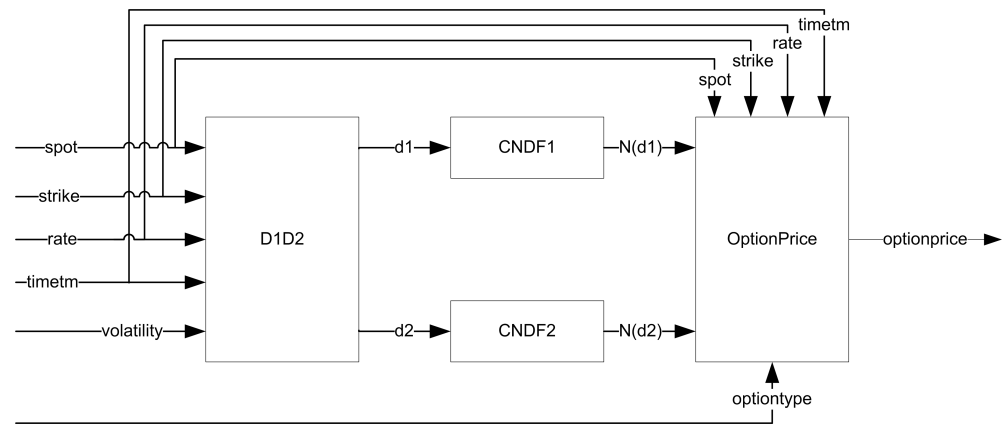 timetm
rate
strike
spot
spot
d1
CNDF1
N(d1)
strike
rate
D1D2
OptionPrice
optionprice
timetm
volatility
d2
CNDF2
N(d2)
optiontype